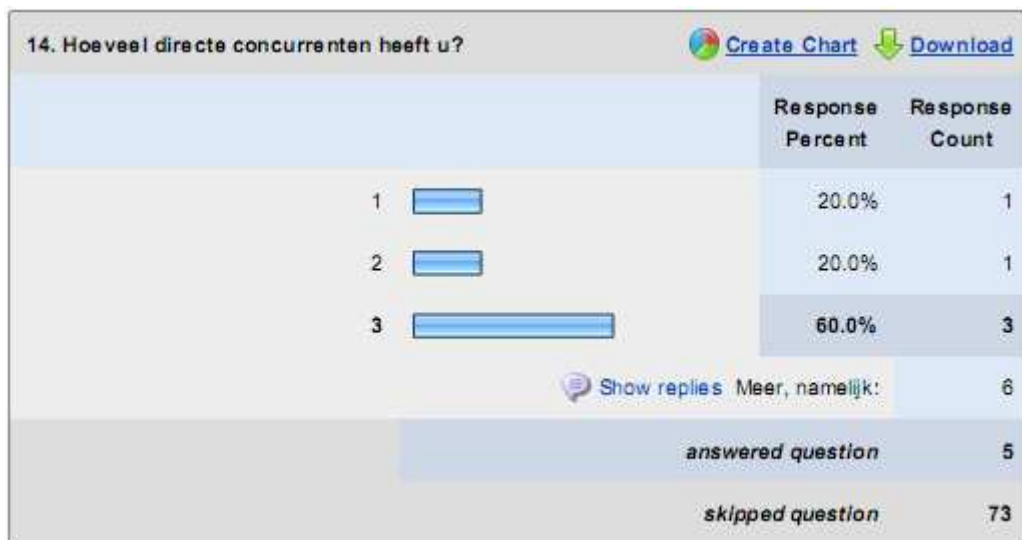 14. Hoeveel directe concurrenten heeft u? Create Chart Download
Response Percent Response Count
1 20.0% 1
2 20.0% 1
3 60.0% 3
Show replies Meer, namelijk: 6
answered question 5
skipped question 73